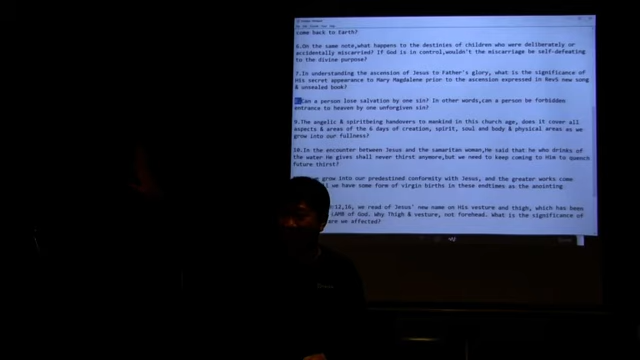 come back to Earth?
6.On the same note,what happens to the destinies of children who were deliberately or
accidentally miscarried? If God is in control,wouldn't the miscarriage be self-defeating
to the divine purpose?
7.In understanding the ascension of Jesus to Father's glory, what is the significance of
His secret appearance to Mary Magdalene prior to the ascension expressed in Rev5 new song
& unsealed book?
8.Can a person lose salvation by one sin? In other words,can a person be forbidden
entrance to heaven by one unforgiven sin?
9.The angelic & spiritbeing handovers to mankind in this church age, does it cover all
aspects & areas of the 6 days of creation, spirit, soul and body & physical areas as we
grow into our fullness?
10.In the encounter between Jesus and the samaritan woman,He said that he who drinks of
the water He gives shall never thirst anymore,but we need to keep coming to Him to quench
future thirst?
we grow into our predestined conformity with Jesus, and the greater works come
we have some form of virgin births in these endtimes as the anointing
:12,16, we read of Jesus' new name on His vesture and thigh, which has been
LAMB of God. Why Thigh & vesture, not forehead. What is the significance of
are we affected?